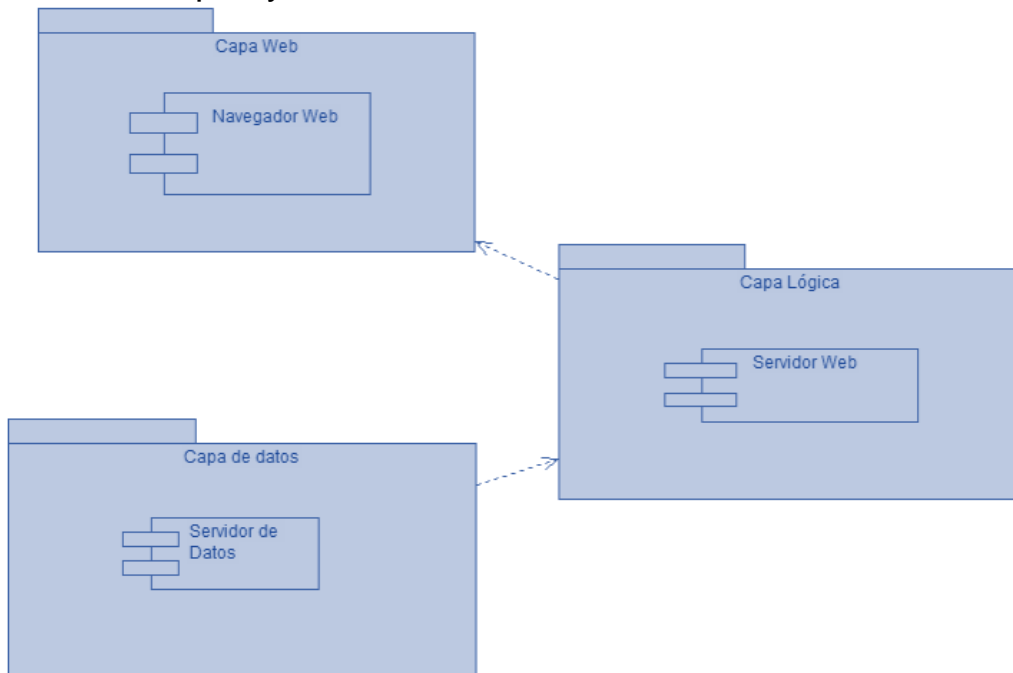 Capa Web
Navegador Web
Capa Lógica
Servidor Web
Capa de datos
Servidor de
Datos